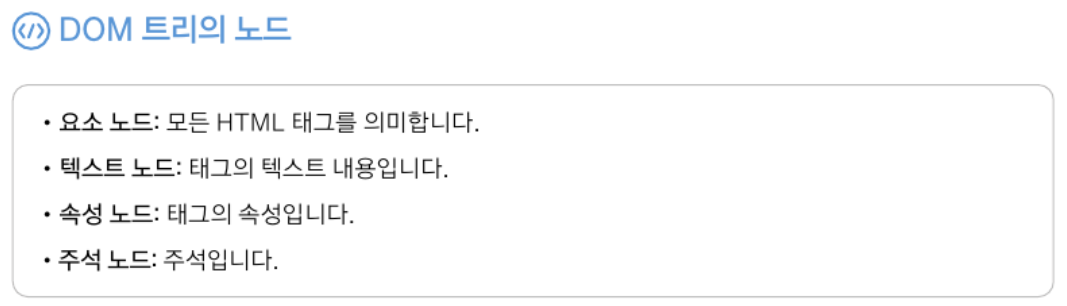 DOM 트리의 노드
• 요소 노드: 모든 HTML 태그를 의미합니다.
• 텍스트 노드: 태그의 텍스트 내용입니다.
• 속성 노드: 태그의 속성입니다.
• 주석 노드: 주석입니다.